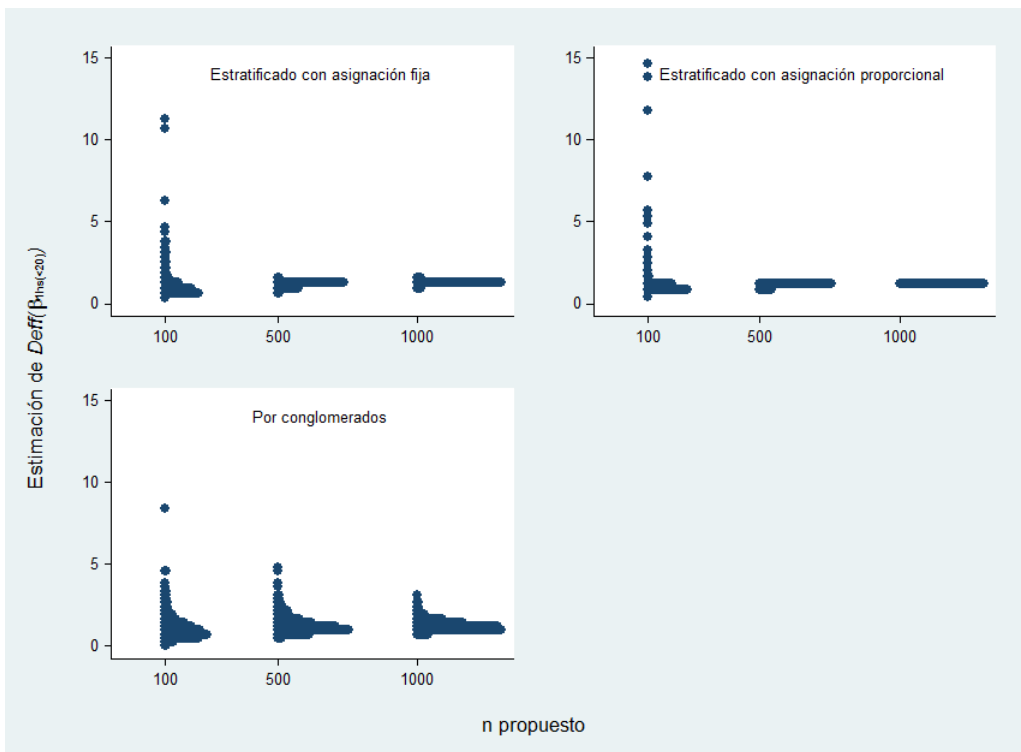 Estratificado con asignación fija
15
10
5
0
100 500 1000
Estratificado con asignación proporcional
15
10
5
0
100 500 1000
Por conglomerados
15
10
5
0
100 500 1000
Estimación de Deff(β1hs(<20))
n propuesto